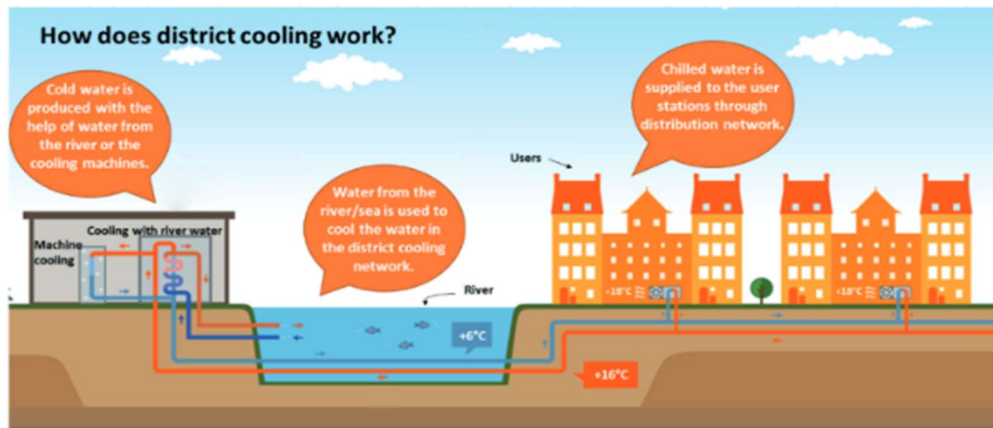 How does district cooling work?
Cold water is
produced with the
help of water from
the river or the
cooling machines.
Chilled water is
supplied to the user
stations through
distribution network.
Users
Water from the
river/sea is used to
cool the water in
the district cooling
network.
Cooling with river water
Machine
cooling
River
+18°C
+18°C
+6°C
+16°C